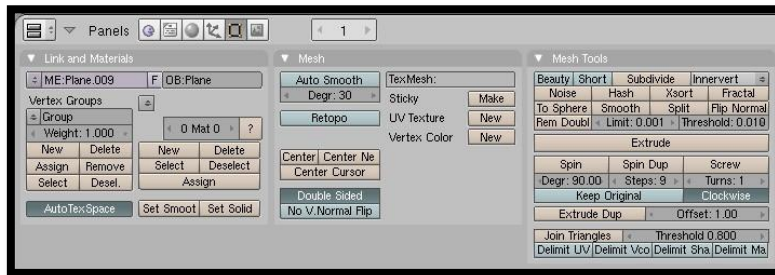 Panels 1
Link and Materials
ME:Plane.009 F OB:Plane
Vertex Groups
Group
Weight: 1.000
0 Mat 0 ?
New Delete New Delete
Assign Remove Select Deselect
Select Desel. Assign
AutoTexSpace Set Smoot Set Solid
Mesh
Auto Smooth TexMesh:
Degr: 30 Sticky Make
Retopo UV Texture New
Vertex Color New
Center Center Ne
Center Cursor
Double Sided
No V.Normal Flip
Mesh Tools
Beauty Short Subdivide Innervert
Noise Hash Xsort Fractal
To Sphere Smooth Split Flip Normal
Rem Doubl Limit: 0.001 Threshold: 0.010
Extrude
Spin Spin Dup Screw
Degr: 90.00 Steps: 9 Turns: 1
Keep Original Clockwise
Extrude Dup Offset: 1.00
Join Triangles Threshold 0.800
Delimit UV Delimit Vco Delimit Sha Delimit Ma